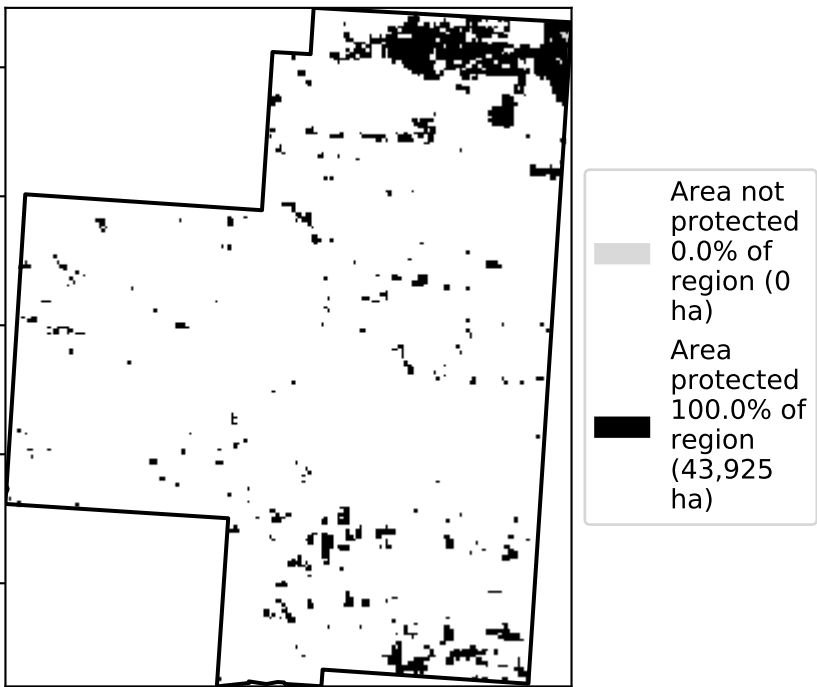 Area not
protected
0.0% of
region (0
ha)
Area
protected
100.0% of
region
(43,925
ha)